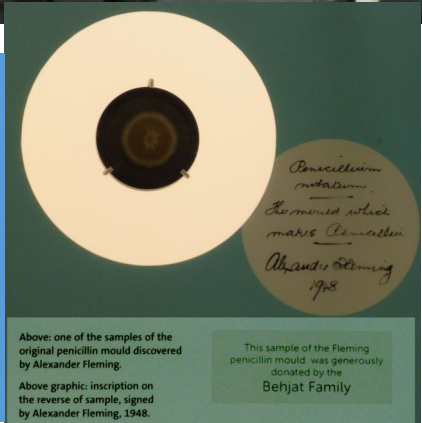 Penicillium
notatum.
The mould which
makes Penicillin
Alexander Fleming
1948
Above: one of the samples of the
original penicillin mould discovered
by Alexander Fleming.
Above graphic: inscription on
the reverse of sample, signed
by Alexander Fleming, 1948.
This sample of the Fleming
penicillin mould was generously
donated by the
Behjat Family